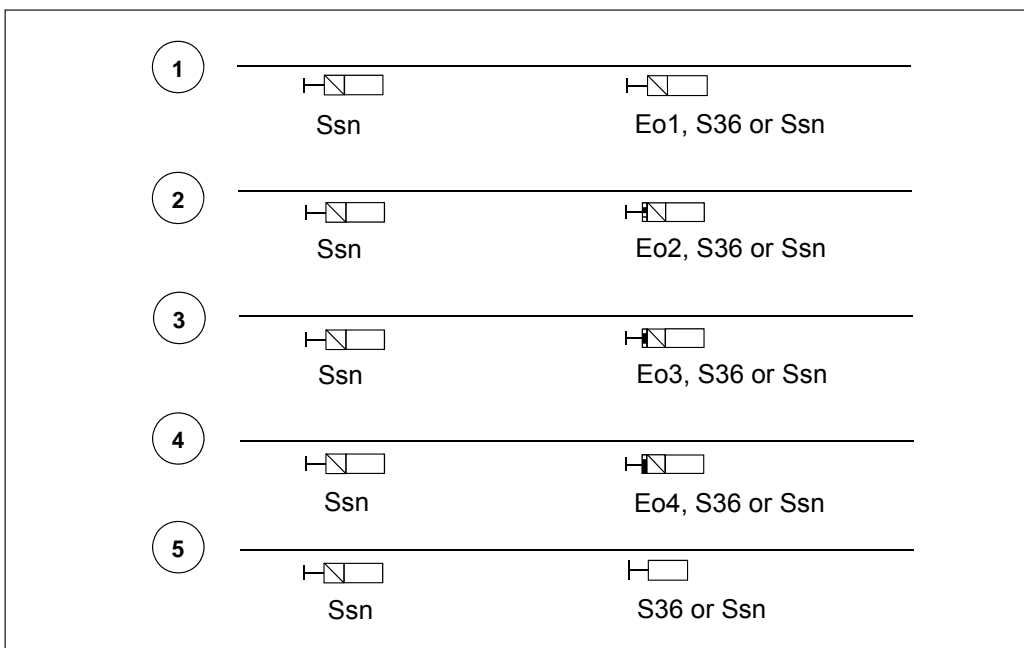 1
Ssn Eo1, S36 or Ssn
2
Ssn Eo2, S36 or Ssn
3
Ssn Eo3, S36 or Ssn
4
Ssn Eo4, S36 or Ssn
5
Ssn S36 or Ssn